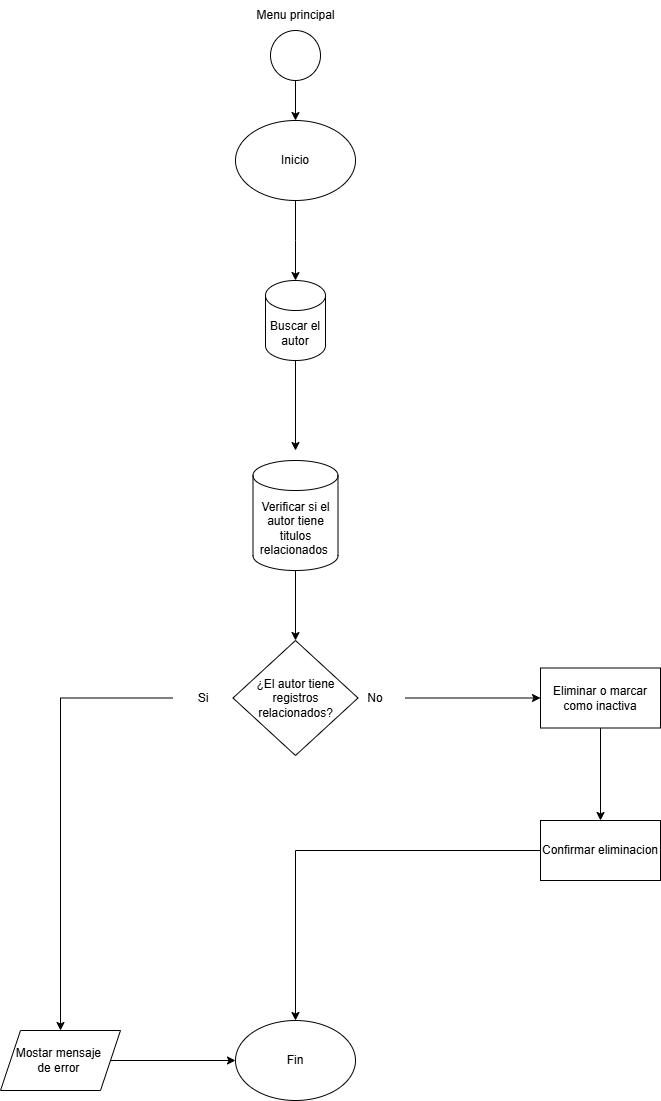 Menu principal
Inicio
Buscar el
autor
Verificar si el
autor tiene
titulos
relacionados
¿El autor tiene
registros
relacionados?
Si
No
Eliminar o marcar
como inactiva
Confirmar eliminacion
Mostar mensaje
de error
Fin